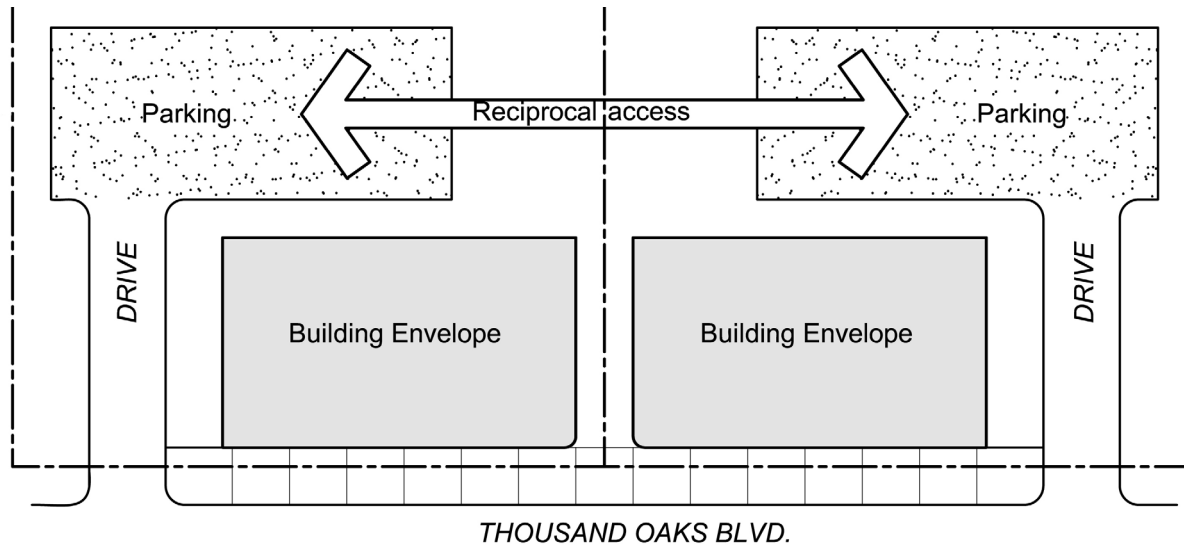 Parking
Reciprocal access
Parking
DRIVE
DRIVE
Building Envelope
Building Envelope
THOUSAND OAKS BLVD.